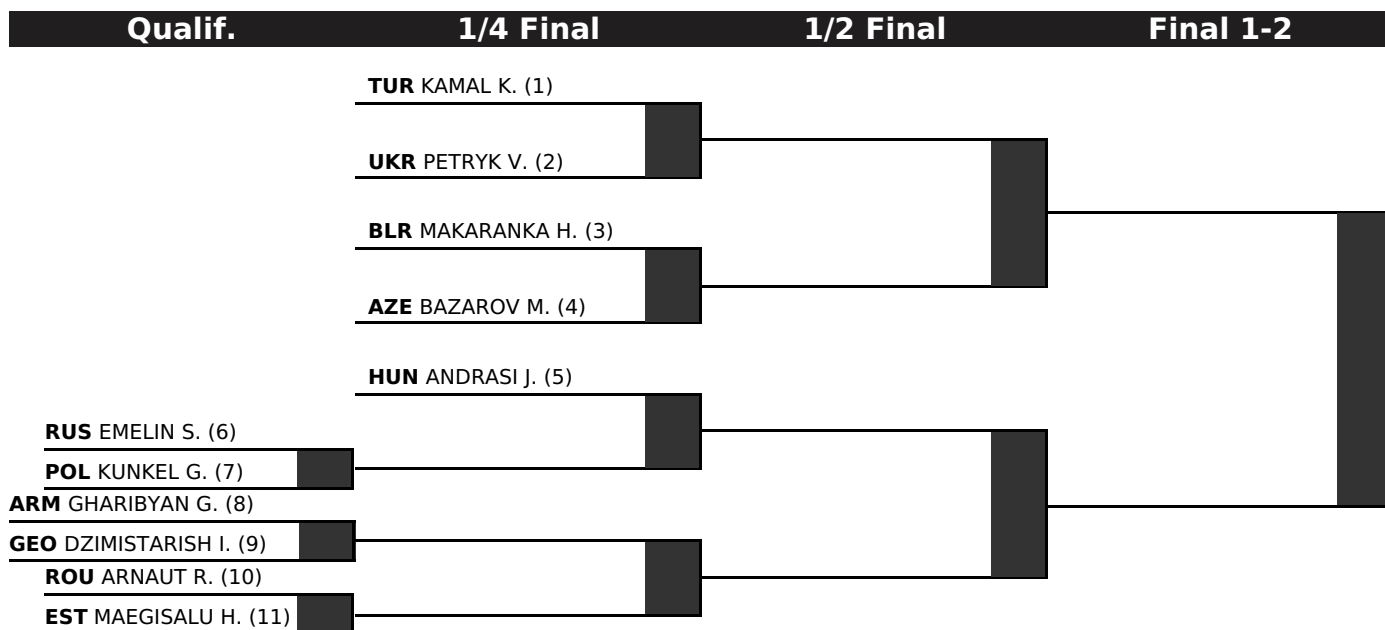 Qualif. 1/4 Final 1/2 Final Final 1-2
TUR KAMAL K. (1)
UKR PETRYK V. (2)
BLR MAKARANKA H. (3)
AZE BAZAROV M. (4)
HUN ANDRASI J. (5)
RUS EMELIN S. (6)
POL KUNKEL G. (7)
ARM GHARIBYAN G. (8)
GEO DZIMISTARISH I. (9)
ROU ARNAUT R. (10)
EST MAEGISALU H. (11)